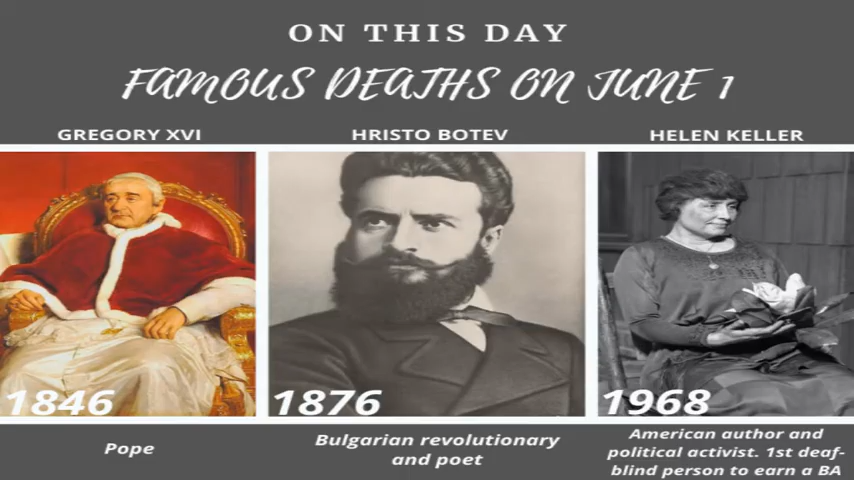 ON THIS DAY
FAMOUS DEATHS ON JUNE 1
GREGORY XVI
HRISTO BOTEV
HELEN KELLER
1846
1876
1968
Pope
Bulgarian revolutionary
and poet
American author and
political activist. 1st deaf-
blind person to earn a BA